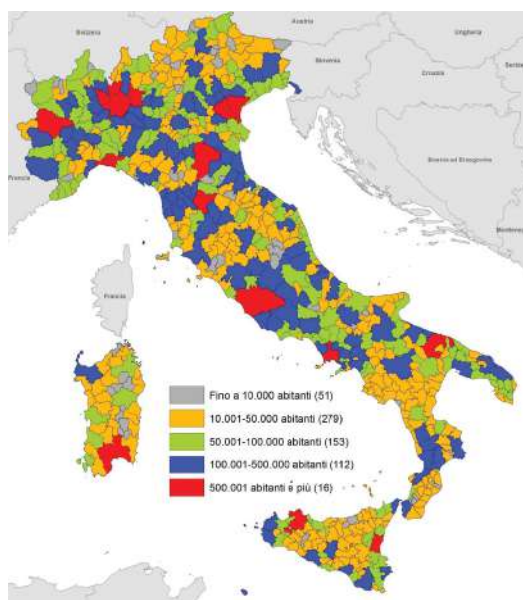 Svizzera
Austria
Ungheria
Slovenia
Croazia
Serbia
Bosnia ed Erzegovina
Francia
Montenegro
Francia
Fino a 10.000 abitanti (51)
10.001-50.000 abitanti (279)
50.001-100.000 abitanti (153)
100.001-500.000 abitanti (112)
500.001 abitanti e più (16)